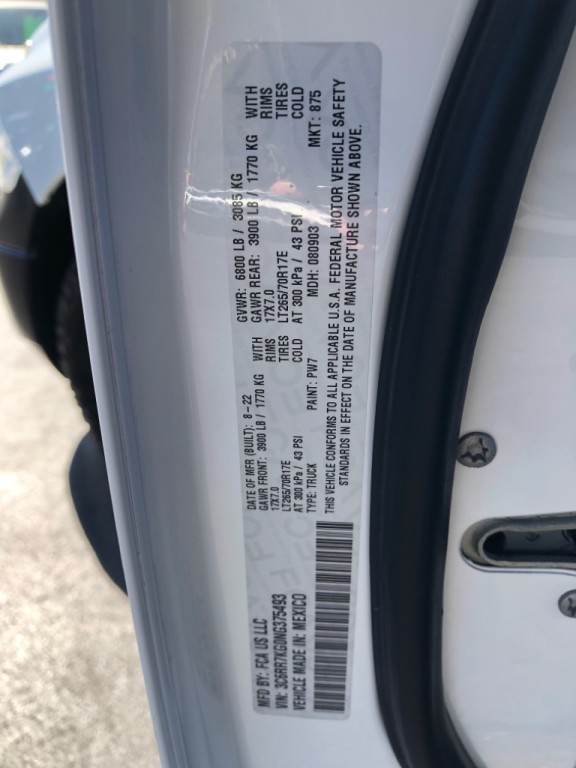 MFD BY: FCA US LLC
DATE OF MFR (BUILT): 8-22 GVWR: 6800 LB / 3085 KG
GAWR FRONT: 3900 LB / 1770 KG WITH GAWR REAR: 3900 LB / 1770 KG WITH
17X7.0 RIMS 17X7.0 RIMS
LT265/70R17E TIRES LT265/70R17E TIRES
AT 300 kPa / 43 PSI COLD AT 300 kPa / 43 PSI COLD
VIN: 3C6RR7KG0NG375493 TYPE: TRUCK PAINT: PW7 MDH: 080903 MKT: 875
VEHICLE MADE IN: MEXICO
THIS VEHICLE CONFORMS TO ALL APPLICABLE U.S.A. FEDERAL MOTOR VEHICLE SAFETY
STANDARDS IN EFFECT ON THE DATE OF MANUFACTURE SHOWN ABOVE.